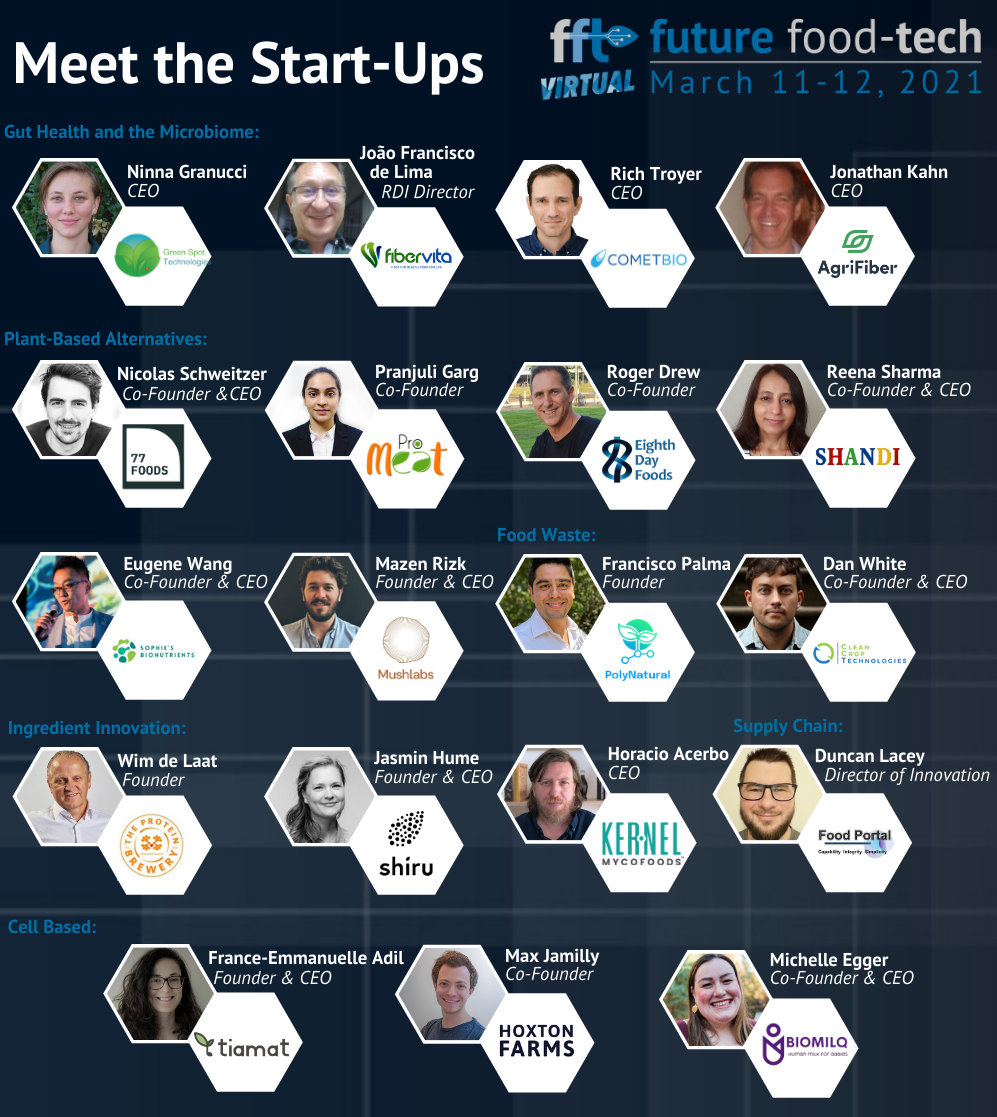 Meet the Start-Ups
fft future food-tech
VIRTUAL March 11-12, 2021
Gut Health and the Microbiome:
Ninna Granucci
CEO
Green Spot
Technologies
João Francisco
de Lima
RDI Director
fibervita
Rich Troyer
CEO
COMETBIO
Jonathan Kahn
CEO
AgriFiber
Plant-Based Alternatives:
Nicolas Schweitzer
Co-Founder &CEO
77
FOODS
Pranjuli Garg
Co-Founder
Pro
Meat
Roger Drew
Co-Founder
Eighth
Day
Foods
Reena Sharma
Co-Founder & CEO
SHANDI
Eugene Wang
Co-Founder & CEO
SOPHIE'S
BIONUTRIENTS
Mazen Rizk
Founder & CEO
Mushlabs
Food Waste:
Francisco Palma
Founder
PolyNatural
Dan White
Co-Founder & CEO
CLEAN
CROP
TECHNOLOGIES
Ingredient Innovation:
Wim de Laat
Founder
THE PROTEIN
BREWERY
Jasmin Hume
Founder & CEO
shiru
Horacio Acerbo
CEO
KERNEL
MYCOFOODS
Supply Chain:
Duncan Lacey
Director of Innovation
Food Portal
Capability Integrity Simplicity
Cell Based:
France-Emmanuelle Adil
Founder & CEO
tiamat
Max Jamilly
Co-Founder
HOXTON
FARMS
Michelle Egger
Co-Founder & CEO
BIOMILQ
HUMAN MILK FOR BABIES